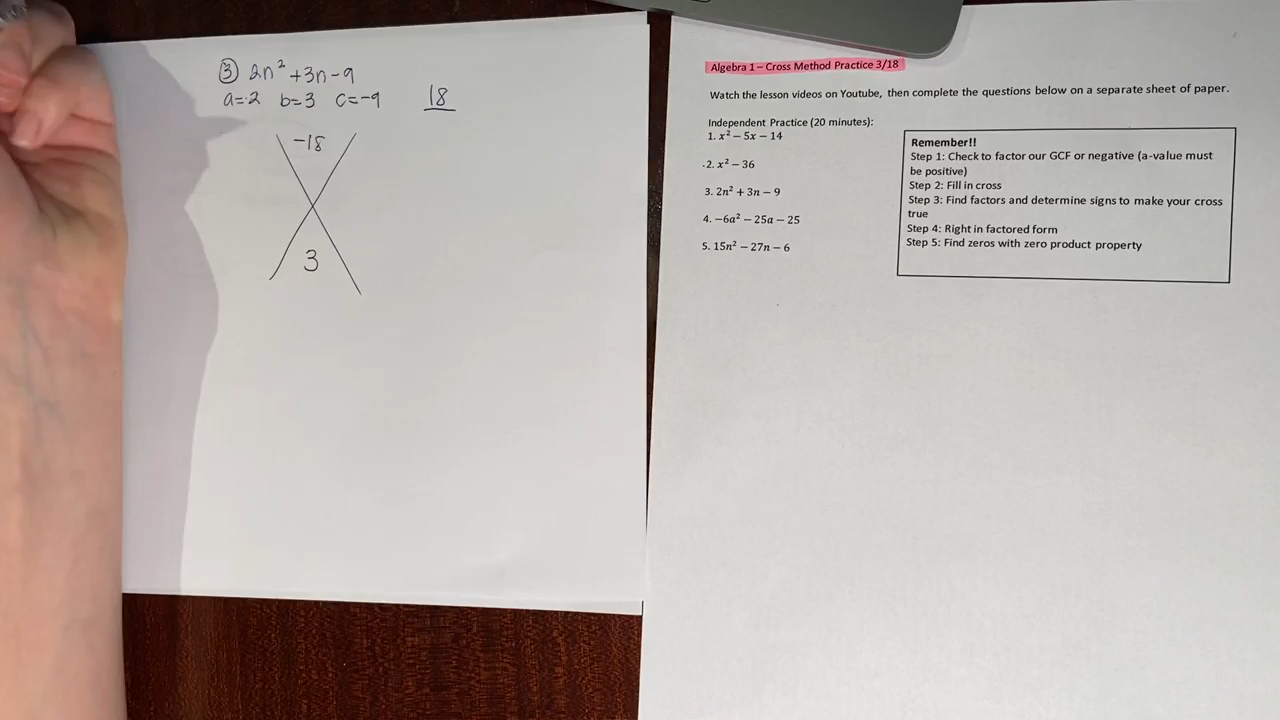 ③ 2n² + 3n - 9
a=2 b=3 c=-9 18
-18
3
Algebra 1 – Cross Method Practice 3/18
Watch the lesson videos on Youtube, then complete the questions below on a separate sheet of paper.
Independent Practice (20 minutes):
1. x² − 5x − 14
.2. x² − 36
3. 2n² + 3n − 9
4. −6a² − 25a − 25
5. 15n² − 27n − 6
Remember!!
Step 1: Check to factor our GCF or negative (a-value must
be positive)
Step 2: Fill in cross
Step 3: Find factors and determine signs to make your cross
true
Step 4: Right in factored form
Step 5: Find zeros with zero product property